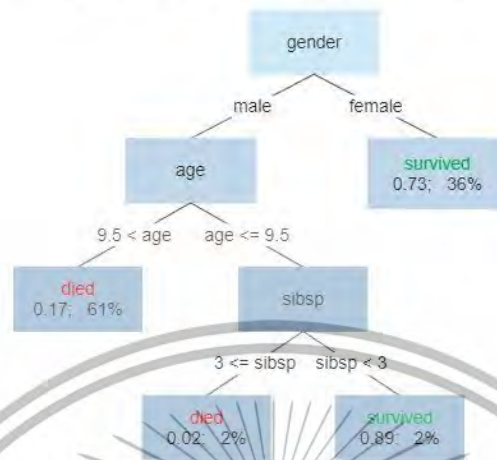 gender
male female
age
survived
0.73; 36%
9.5 < age age <= 9.5
died
0.17; 61%
sibsp
3 <= sibsp sibsp < 3
died
0.02; 2%
survived
0.89; 2%